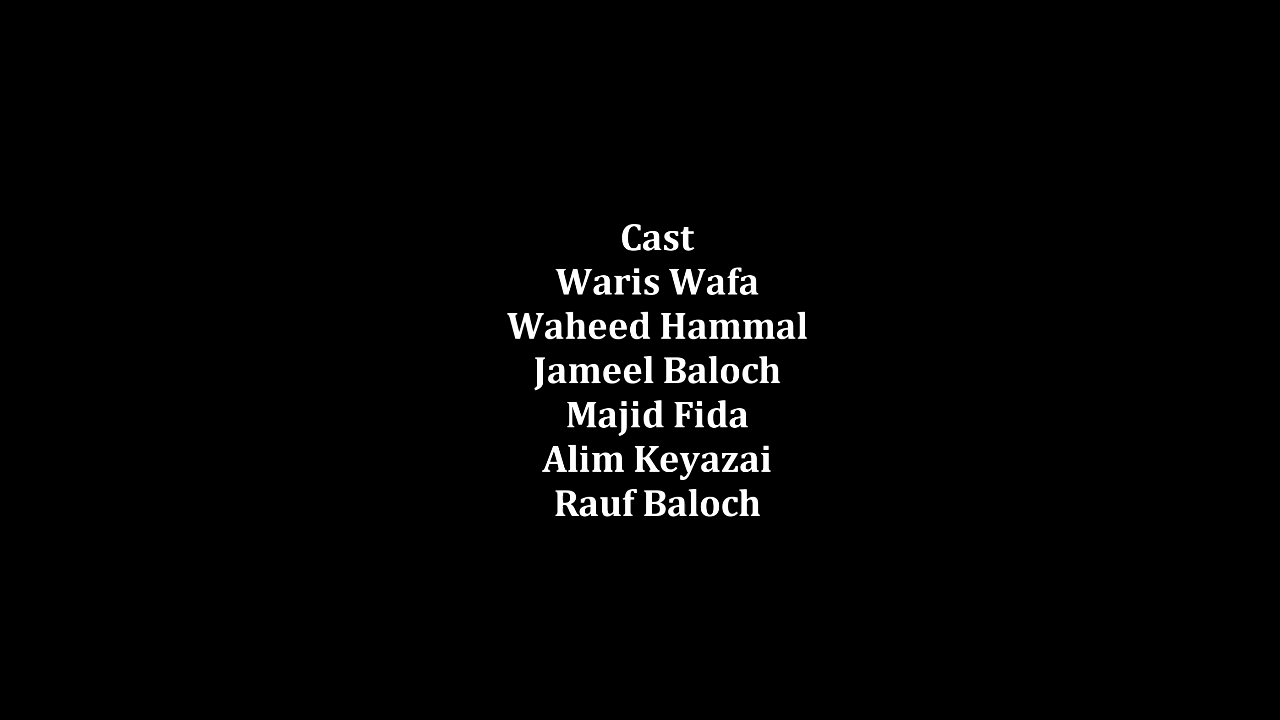 Cast
Waris Wafa
Waheed Hammal
Jameel Baloch
Majid Fida
Alim Keyazai
Rauf Baloch